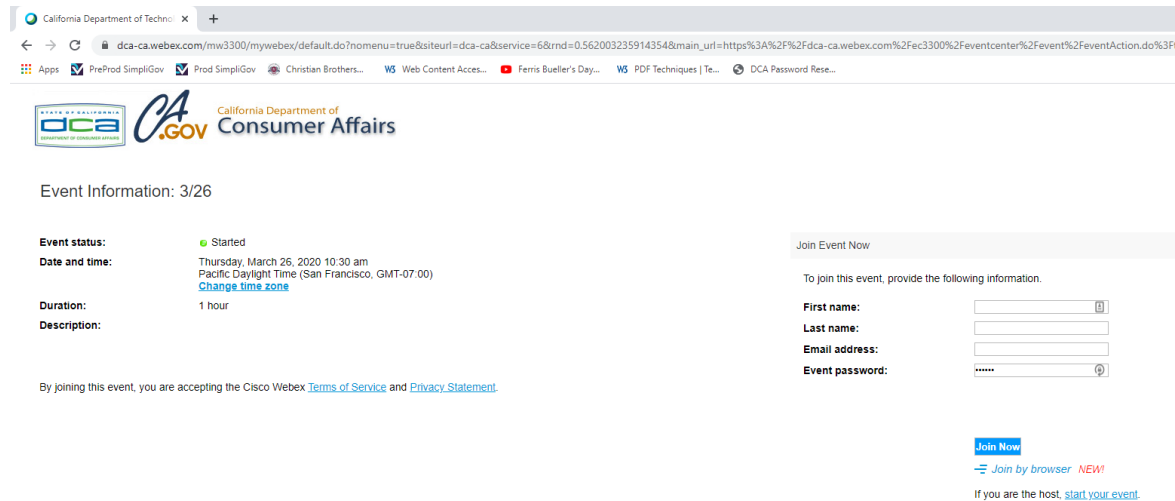 California Department of Technol
dca-ca.webex.com/mw3300/mywebex/default.do?nomenu=true&siteurl=dca-ca&service=6&rnd=0.562003235914354&main_url=https%3A%2F%2Fdca-ca.webex.com%2Fec3300%2Feventcenter%2Fevent%2FeventAction.do%3F
Apps PreProd SimpliGov Prod SimpliGov Christian Brothers... W3 Web Content Acces... Ferris Bueller's Day... W3 PDF Techniques | Te... DCA Password Rese...
STATE OF CALIFORNIA
dca
DEPARTMENT OF CONSUMER AFFAIRS
CA.GOV
California Department of
Consumer Affairs
Event Information: 3/26
Event status: Started
Date and time: Thursday, March 26, 2020 10:30 am
Pacific Daylight Time (San Francisco, GMT-07:00)
Change time zone
Duration: 1 hour
Description:
By joining this event, you are accepting the Cisco Webex Terms of Service and Privacy Statement.
Join Event Now
To join this event, provide the following information.
First name:
Last name:
Email address:
Event password: ••••••
Join Now
Join by browser NEW!
If you are the host, start your event.